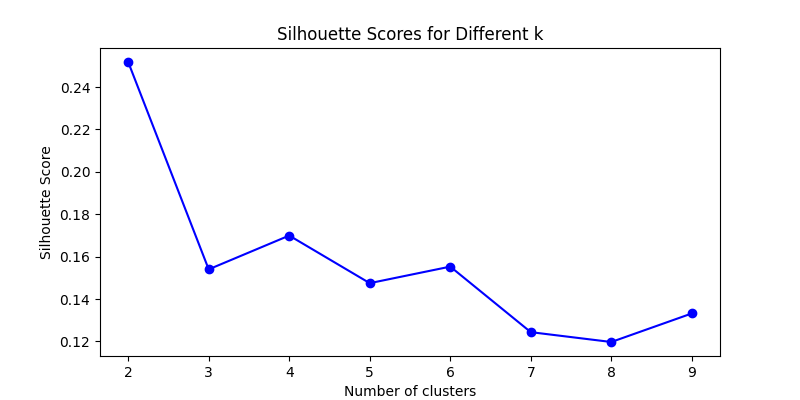 Silhouette Scores for Different k
Silhouette Score
0.24
0.22
0.20
0.18
0.16
0.14
0.12
2 3 4 5 6 7 8 9
Number of clusters